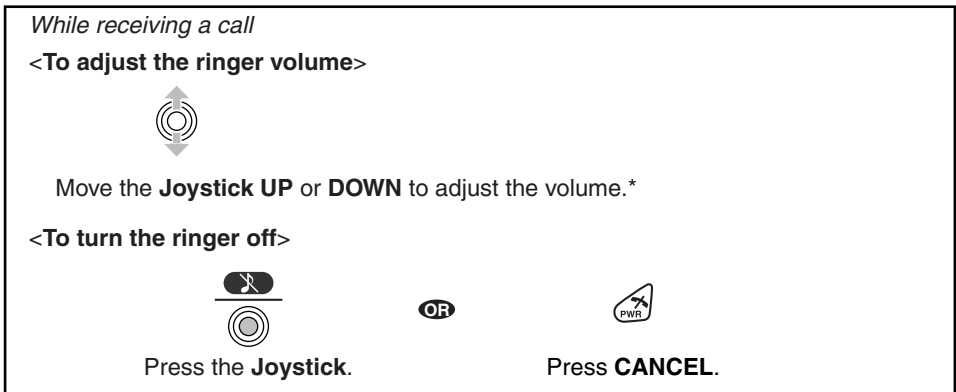 While receiving a call
<To adjust the ringer volume>
Move the Joystick UP or DOWN to adjust the volume.*
<To turn the ringer off>
OR
PWR
Press the Joystick.
Press CANCEL.